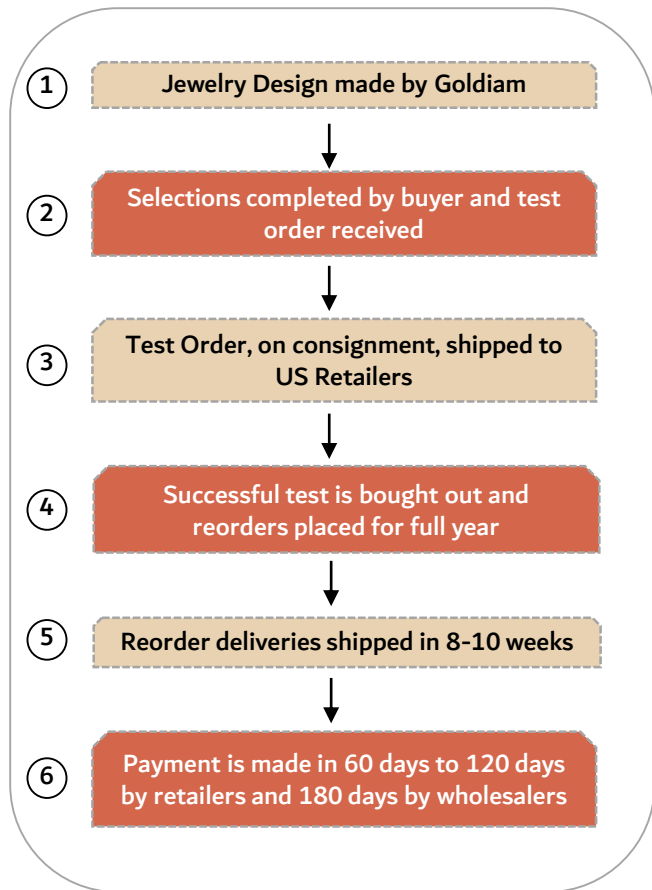 1
Jewelry Design made by Goldiam
2
Selections completed by buyer and test
order received
3
Test Order, on consignment, shipped to
US Retailers
4
Successful test is bought out and
reorders placed for full year
5
Reorder deliveries shipped in 8-10 weeks
6
Payment is made in 60 days to 120 days
by retailers and 180 days by wholesalers